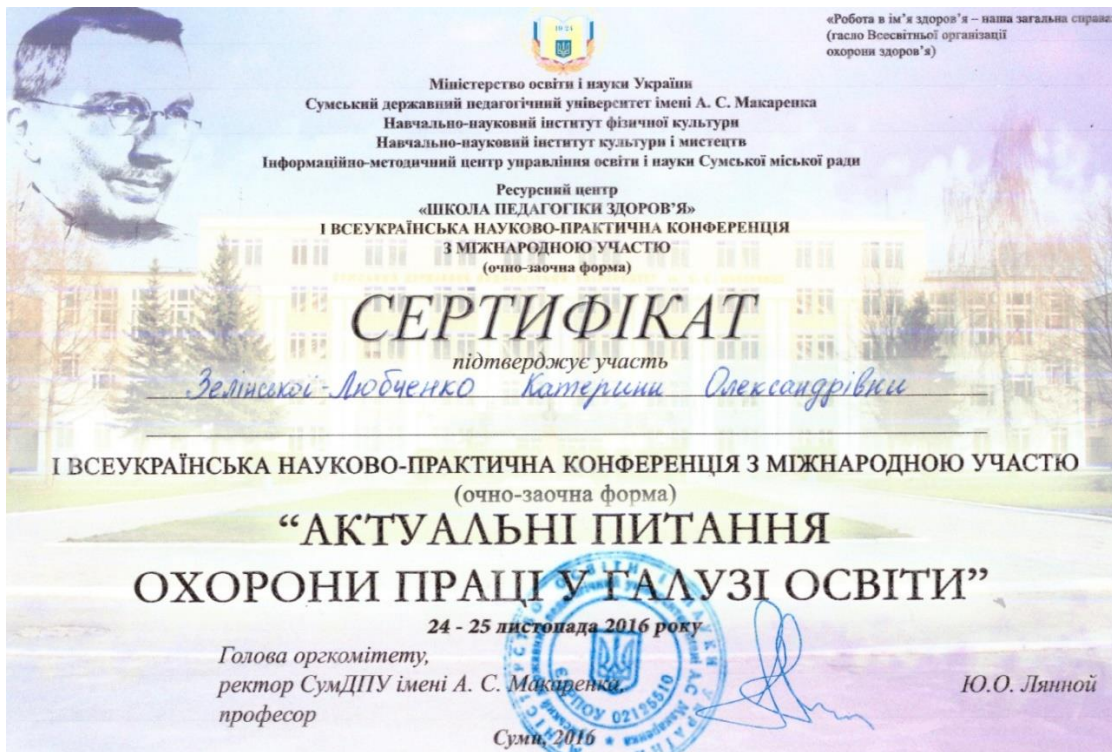 1924
«Робота в ім’я здоров’я – наша загальна справа
(гасло Всесвітньої організації
охорони здоров’я)
Міністерство освіти і науки України
Сумський державний педагогічний університет імені А. С. Макаренка
Навчально-науковий інститут фізичної культури
Навчально-науковий інститут культури і мистецтв
Інформаційно-методичний центр управління освіти і науки Сумської міської ради
Ресурсний центр
«ШКОЛА ПЕДАГОГІКИ ЗДОРОВ’Я»
І ВСЕУКРАЇНСЬКА НАУКОВО-ПРАКТИЧНА КОНФЕРЕНЦІЯ
З МІЖНАРОДНОЮ УЧАСТЮ
(очно-заочна форма)
СЕРТИФІКАТ
підтверджує участь
Зелінської-Любченко Катерини Олександрівни
І ВСЕУКРАЇНСЬКА НАУКОВО-ПРАКТИЧНА КОНФЕРЕНЦІЯ З МІЖНАРОДНОЮ УЧАСТЮ
(очно-заочна форма)
“АКТУАЛЬНІ ПИТАННЯ
ОХОРОНИ ПРАЦІ У ГАЛУЗІ ОСВІТИ”
24 - 25 листопада 2016 року
Голова оргкомітету,
ректор СумДПУ імені А. С. Макаренка,
професор
Ю.О. Лянной
Суми, 2016
ЄДРПОУ 02125510